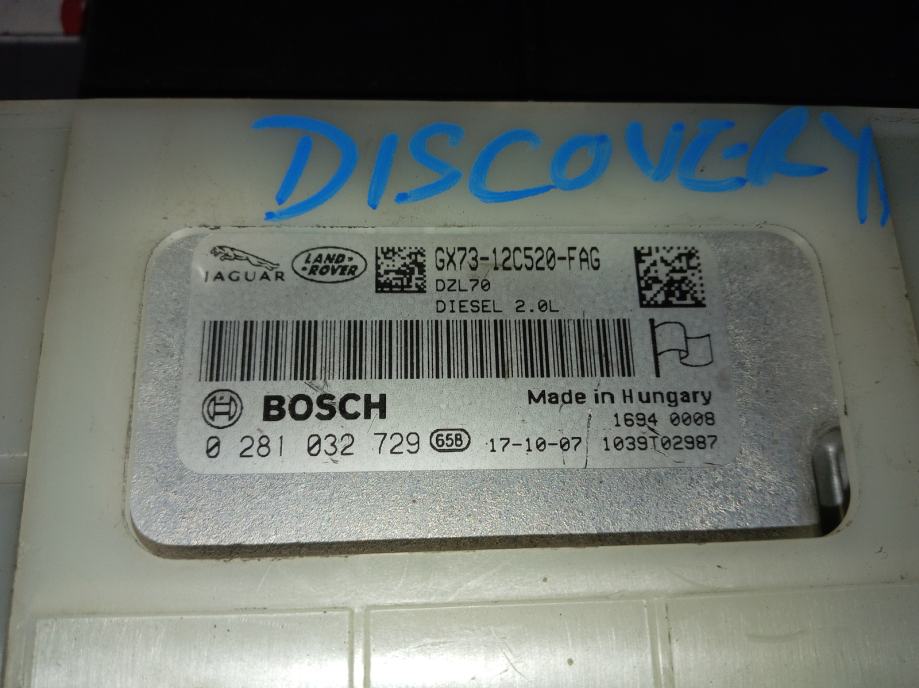 DISCOVERY
JAGUAR LAND- -ROVER GX73-12C520-FAG
DZL70
DIESEL 2.0L
BOSCH Made in Hungary
1694 0008
0 281 032 729 65B 17-10-07 1039T02987